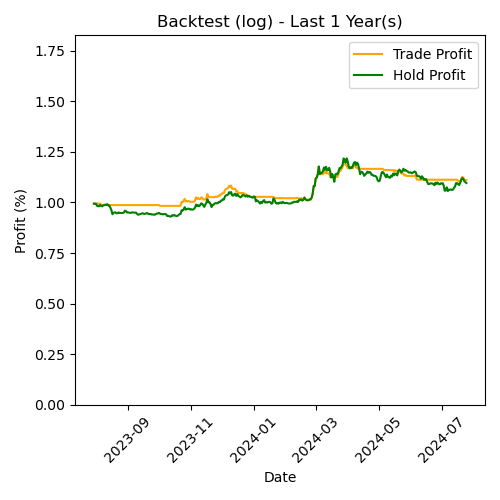 Backtest (log) - Last 1 Year(s)
Trade Profit
Hold Profit
Profit (%)
1.75
1.50
1.25
1.00
0.75
0.50
0.25
0.00
2023-09
2023-11
2024-01
2024-03
2024-05
2024-07
Date